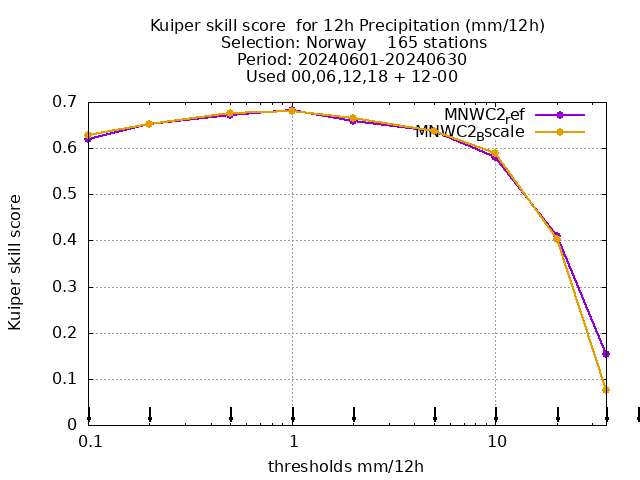 Kuiper skill score  for 12h Precipitation (mm/12h)
Selection: Norway    165 stations
Period: 20240601-20240630
Used 00,06,12,18 + 12-00
MNWC2ref
MNWC2Bscale
0.7
0.6
0.5
0.4
0.3
0.2
0.1
0
Kuiper skill score
0.1 1 10
thresholds mm/12h